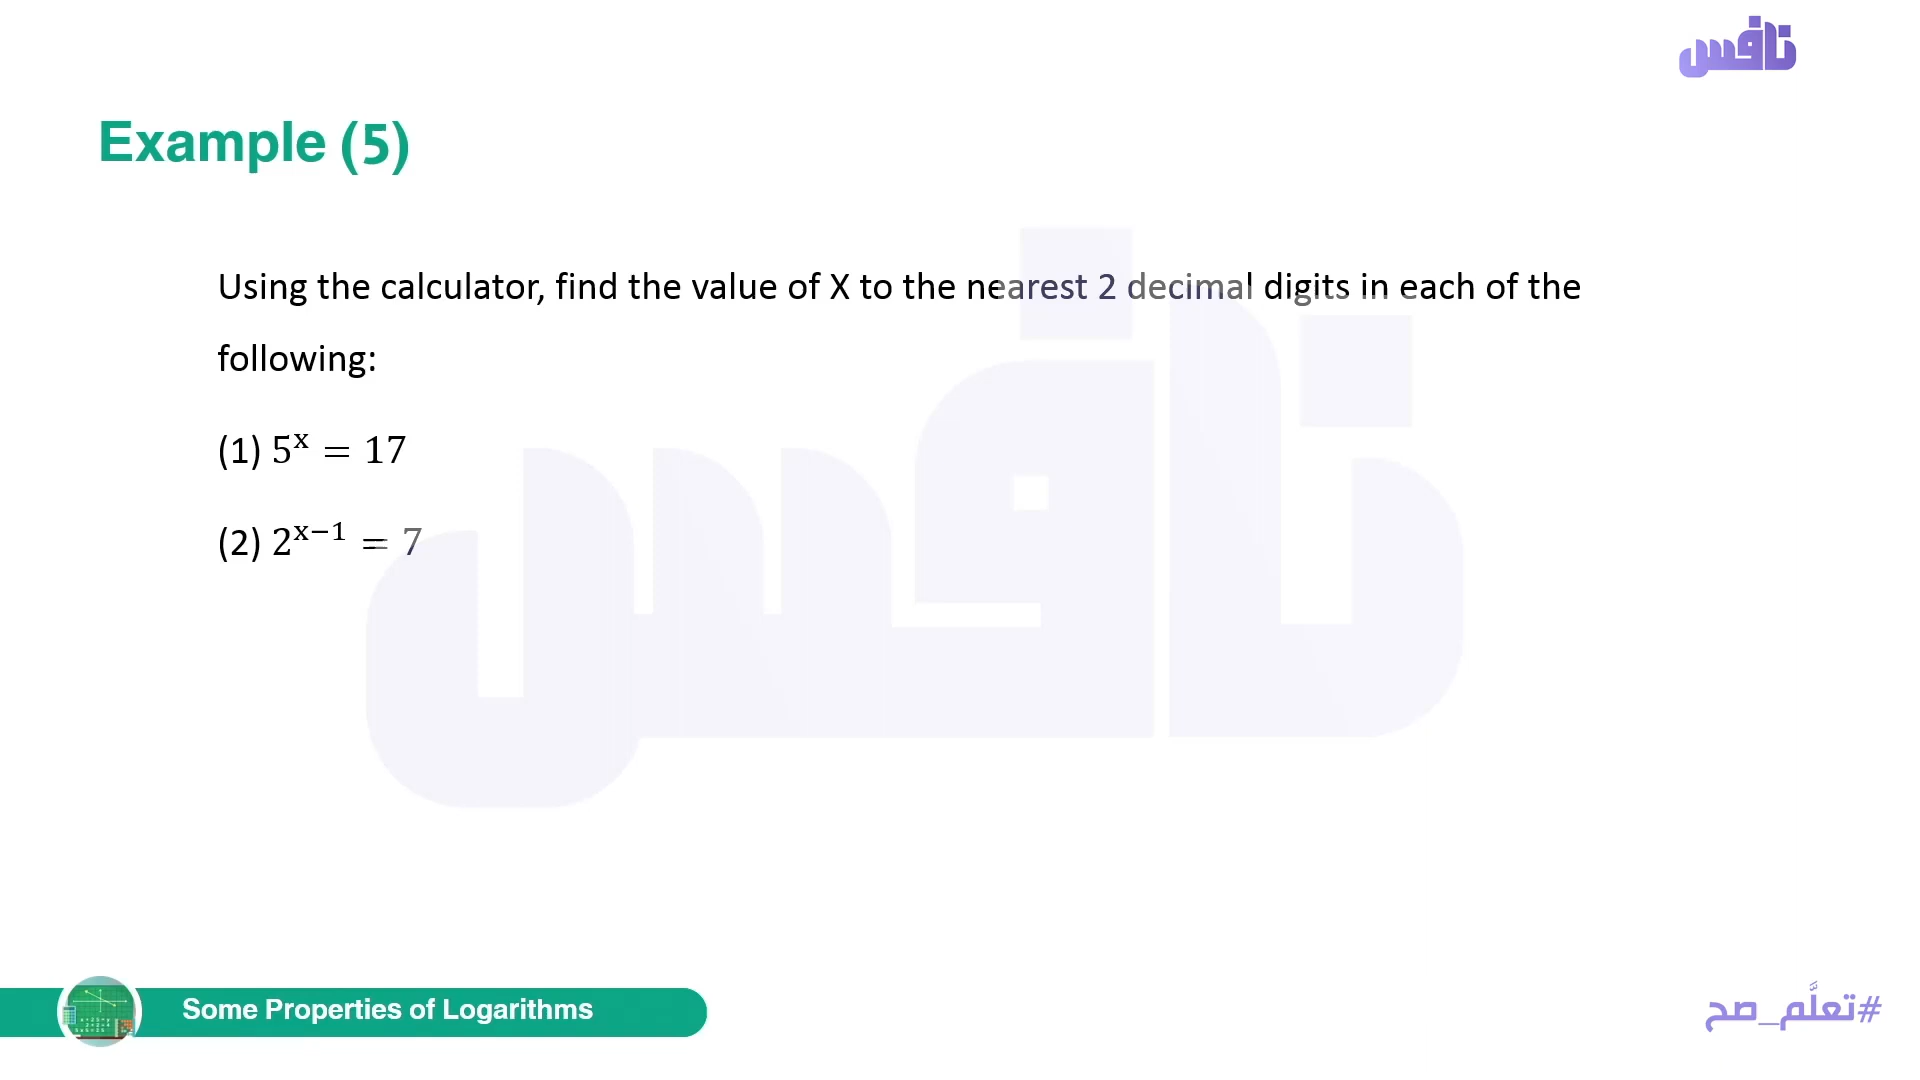 نافس
Example (5)
Using the calculator, find the value of X to the nearest 2 decimal digits in each of the
following:
(1) 5ˣ = 17
(2) 2ˣ⁻¹ = 7
نافس
Some Properties of Logarithms
#تعلَّم_صح